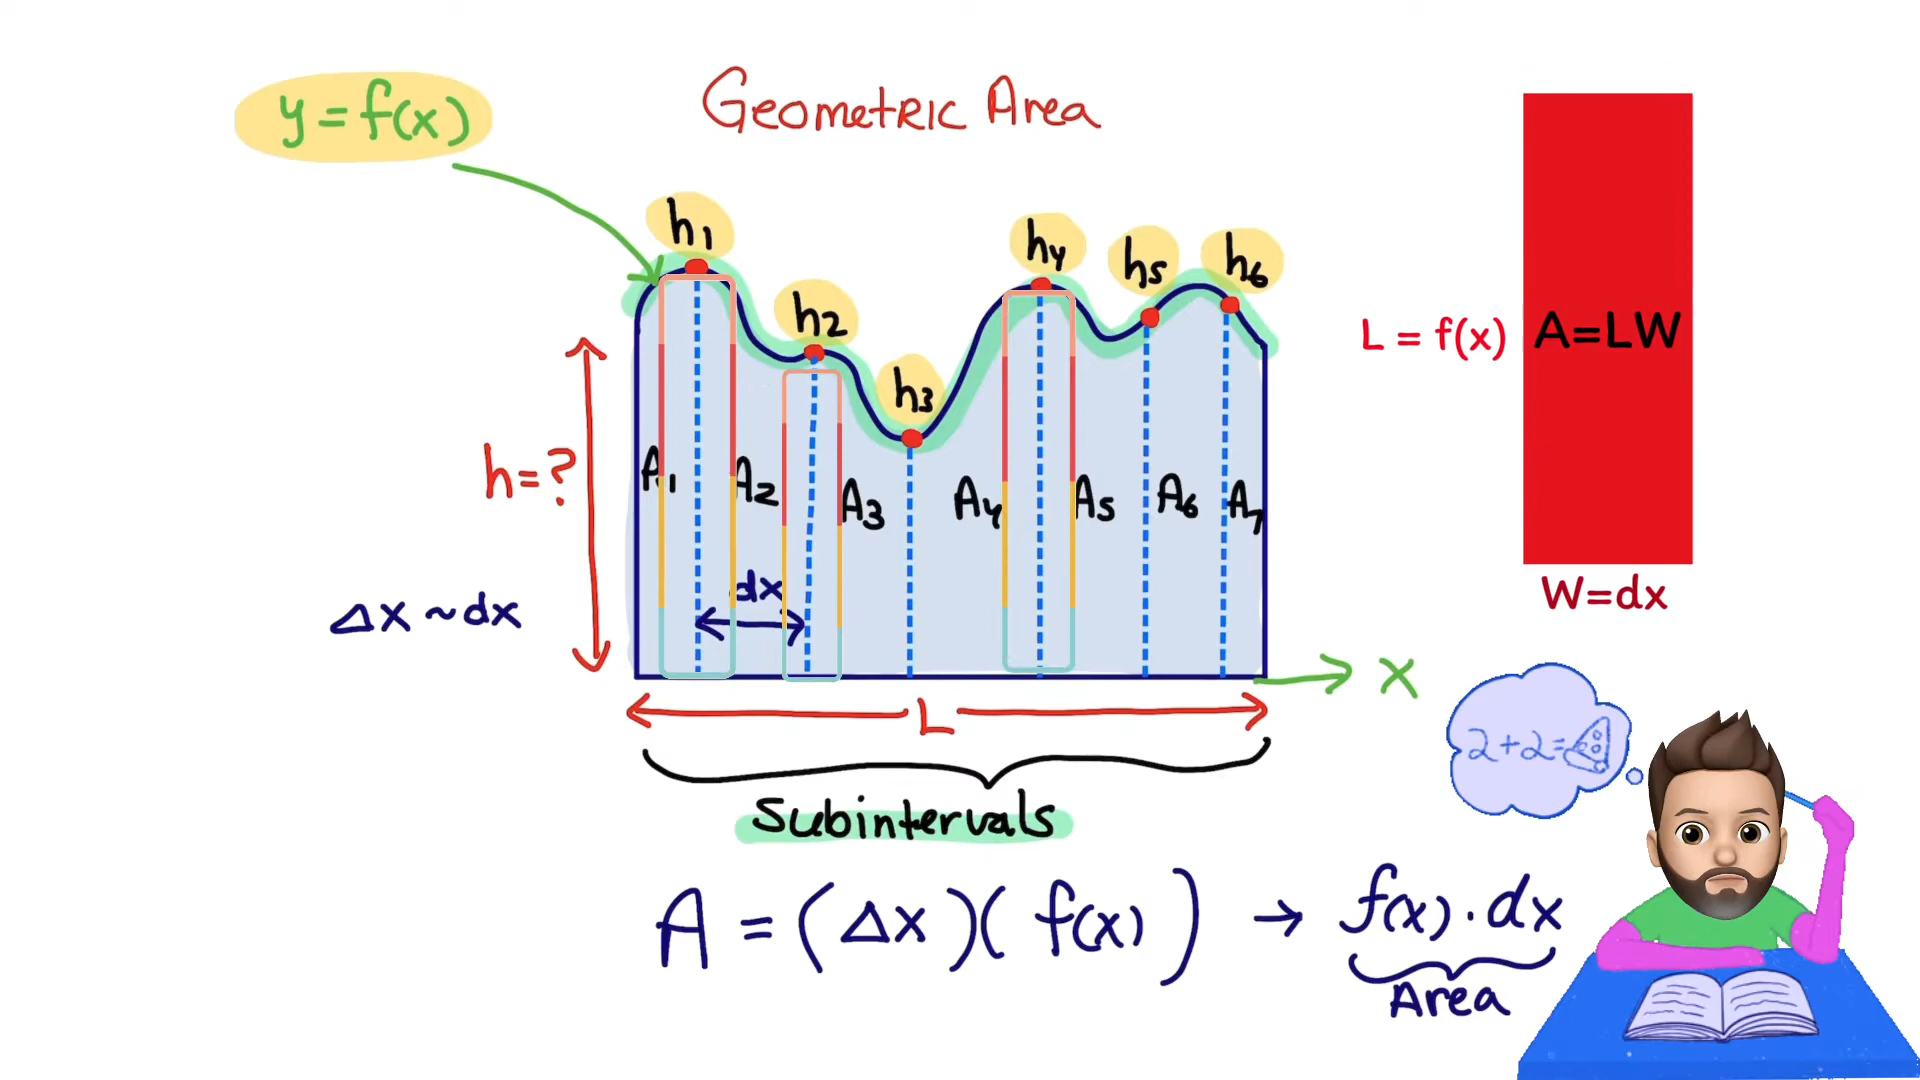 Geometric Area
y = f(x)
h1
h2
h3
h4
h5
h6
L = f(x)
A=LW
h=?
A1
A2
A3
A4
A5
A6
A7
dx
Δx ~ dx
W=dx
x
L
2+2=
Subintervals
A = (Δx)(f(x)) → f(x) · dx
Area